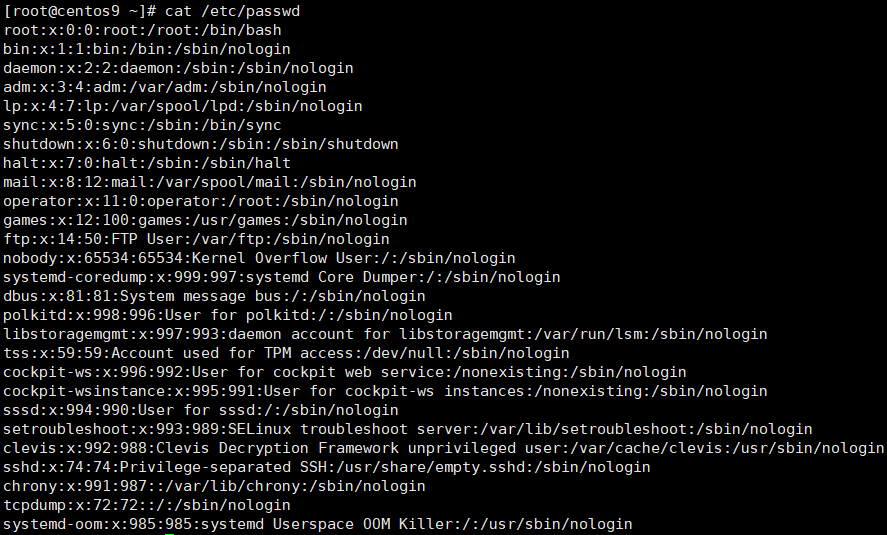 [root@centos9 ~]# cat /etc/passwd
root:x:0:0:root:/root:/bin/bash
bin:x:1:1:bin:/bin:/sbin/nologin
daemon:x:2:2:daemon:/sbin:/sbin/nologin
adm:x:3:4:adm:/var/adm:/sbin/nologin
lp:x:4:7:lp:/var/spool/lpd:/sbin/nologin
sync:x:5:0:sync:/sbin:/bin/sync
shutdown:x:6:0:shutdown:/sbin:/sbin/shutdown
halt:x:7:0:halt:/sbin:/sbin/halt
mail:x:8:12:mail:/var/spool/mail:/sbin/nologin
operator:x:11:0:operator:/root:/sbin/nologin
games:x:12:100:games:/usr/games:/sbin/nologin
ftp:x:14:50:FTP User:/var/ftp:/sbin/nologin
nobody:x:65534:65534:Kernel Overflow User:/:/sbin/nologin
systemd-coredump:x:999:997:systemd Core Dumper:/:/sbin/nologin
dbus:x:81:81:System message bus:/:/sbin/nologin
polkitd:x:998:996:User for polkitd:/:/sbin/nologin
libstoragemgmt:x:997:993:daemon account for libstoragemgmt:/var/run/lsm:/sbin/nologin
tss:x:59:59:Account used for TPM access:/dev/null:/sbin/nologin
cockpit-ws:x:996:992:User for cockpit web service:/nonexisting:/sbin/nologin
cockpit-wsinstance:x:995:991:User for cockpit-ws instances:/nonexisting:/sbin/nologin
sssd:x:994:990:User for sssd:/:/sbin/nologin
setroubleshoot:x:993:989:SELinux troubleshoot server:/var/lib/setroubleshoot:/sbin/nologin
clevis:x:992:988:Clevis Decryption Framework unprivileged user:/var/cache/clevis:/usr/sbin/nologin
sshd:x:74:74:Privilege-separated SSH:/usr/share/empty.sshd:/sbin/nologin
chrony:x:991:987::/var/lib/chrony:/sbin/nologin
tcpdump:x:72:72::/:/sbin/nologin
systemd-oom:x:985:985:systemd Userspace OOM Killer:/:/usr/sbin/nologin